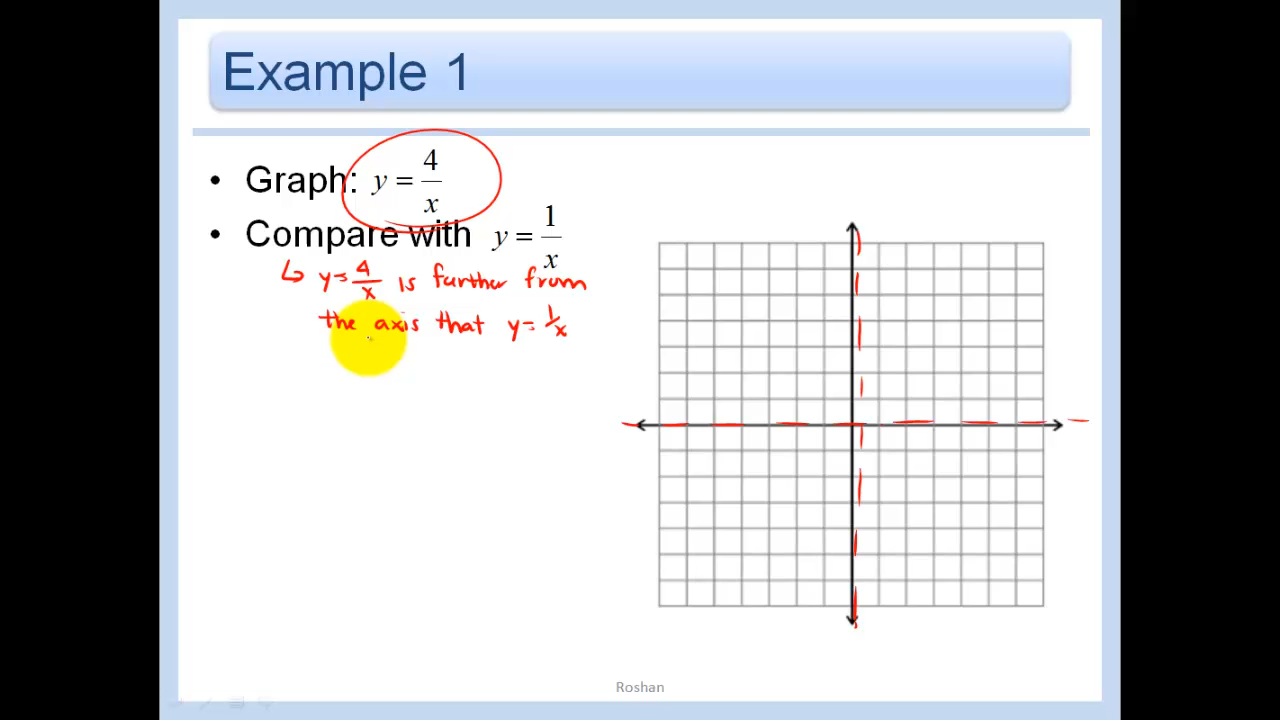 Example 1
• Graph: y = 4/x
• Compare with y = 1/x
↳ y = 4/x is further from
the axis that y = 1/x
Roshan